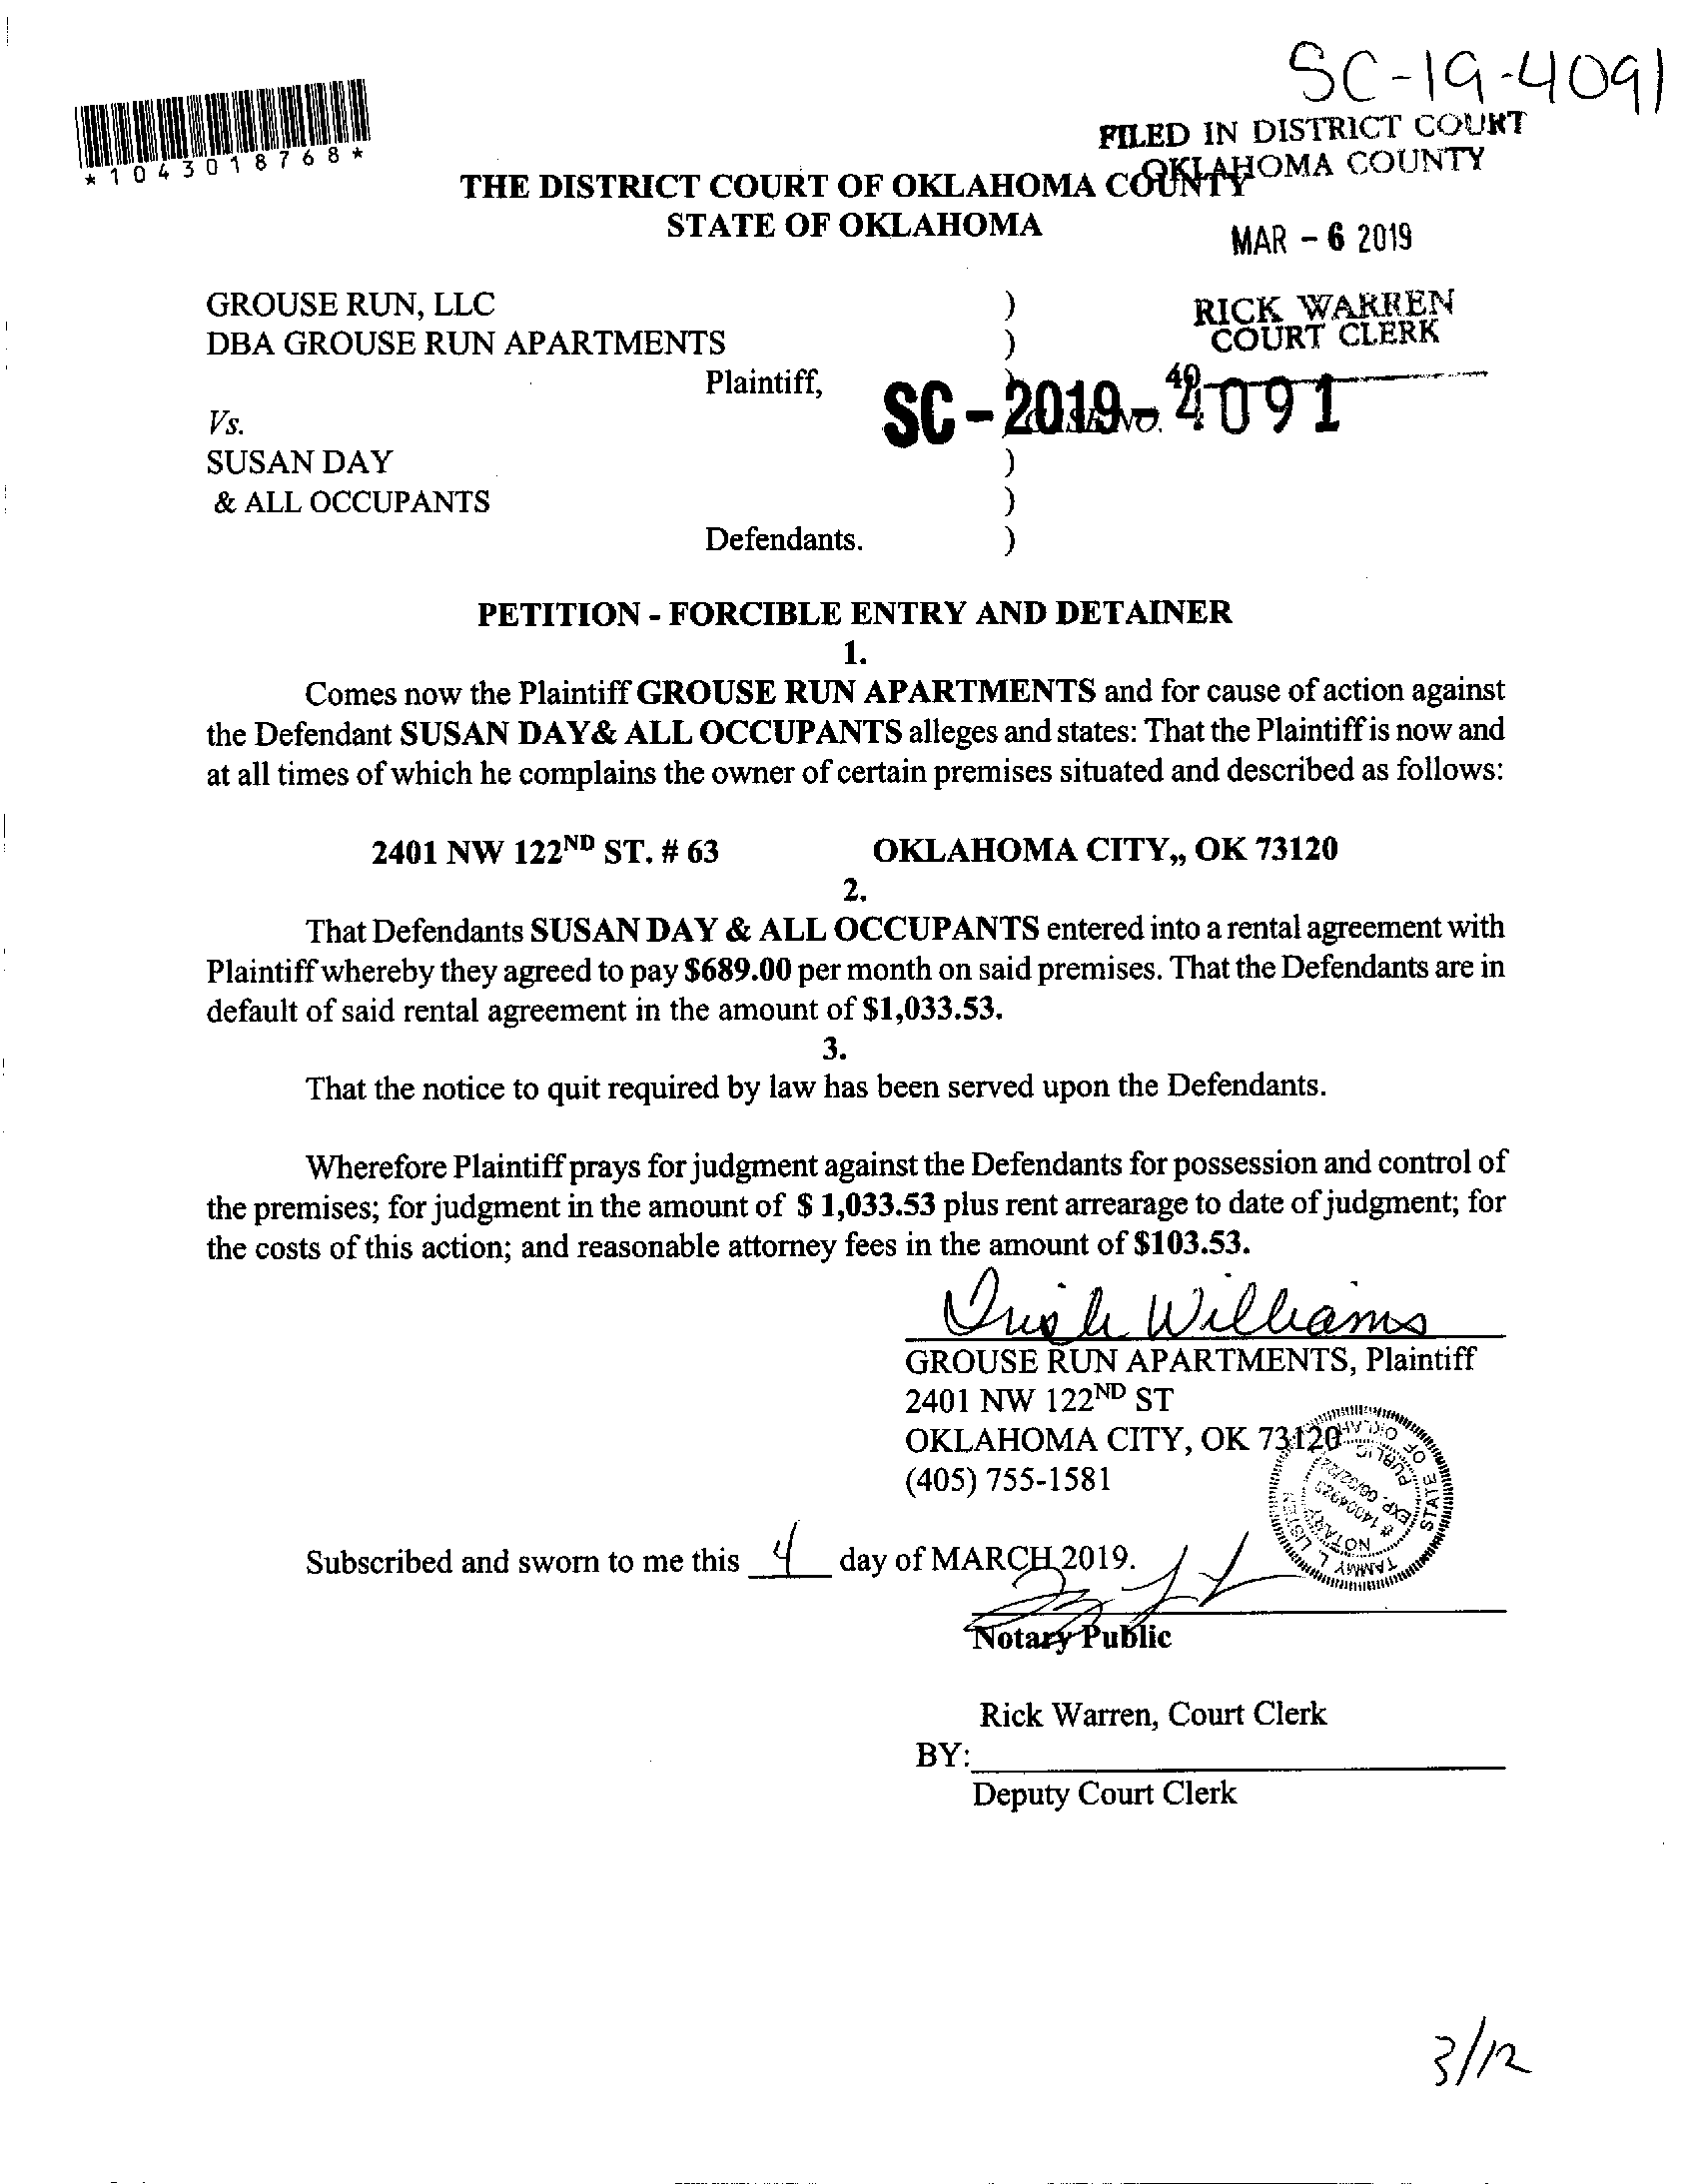 SC-19-4091
*1043018768*
FILED IN DISTRICT COURT
OKLAHOMA COUNTY
THE DISTRICT COURT OF OKLAHOMA COUNTY
STATE OF OKLAHOMA
MAR - 6 2019
GROUSE RUN, LLC )
DBA GROUSE RUN APARTMENTS )
RICK WARREN
COURT CLERK
40
Plaintiff, )
SC-2019-4091
Vs. ) CASE NO.
SUSAN DAY )
& ALL OCCUPANTS )
Defendants. )
PETITION - FORCIBLE ENTRY AND DETAINER
1.
Comes now the Plaintiff GROUSE RUN APARTMENTS and for cause of action against
the Defendant SUSAN DAY& ALL OCCUPANTS alleges and states: That the Plaintiff is now and
at all times of which he complains the owner of certain premises situated and described as follows:
2401 NW 122ND ST. # 63 OKLAHOMA CITY,, OK 73120
2.
That Defendants SUSAN DAY & ALL OCCUPANTS entered into a rental agreement with
Plaintiff whereby they agreed to pay $689.00 per month on said premises. That the Defendants are in
default of said rental agreement in the amount of $1,033.53.
3.
That the notice to quit required by law has been served upon the Defendants.
Wherefore Plaintiff prays for judgment against the Defendants for possession and control of
the premises; for judgment in the amount of $ 1,033.53 plus rent arrearage to date of judgment; for
the costs of this action; and reasonable attorney fees in the amount of $103.53.
Williams
GROUSE RUN APARTMENTS, Plaintiff
2401 NW 122ND ST
OKLAHOMA CITY, OK 73120
(405) 755-1581
TAMMY L. LISTEN
NOTARY PUBLIC
STATE OF OKLAHOMA
Subscribed and sworn to me this 4 day of MARCH 2019.
Notary Public
Rick Warren, Court Clerk
BY:
Deputy Court Clerk
3/12